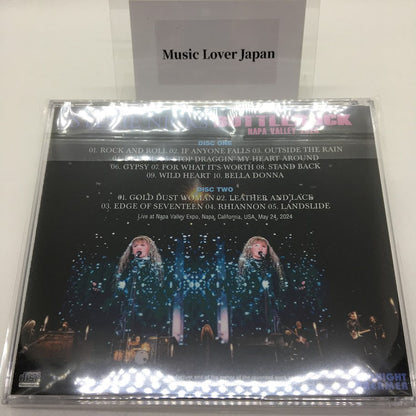 Music Lover Japan
BOTTLEROCK
NAPA VALLEY 2024
DISC ONE
01. ROCK AND ROLL 02. IF ANYONE FALLS 03. OUTSIDE THE RAIN
STOP DRAGGIN' MY HEART AROUND
06. GYPSY 07. FOR WHAT IT'S WORTH 08. STAND BACK
09. WILD HEART 10. BELLA DONNA
DISC TWO
01. GOLD DUST WOMAN 02. LEATHER AND LACE
03. EDGE OF SEVENTEEN 04. RHIANNON 05. LANDSLIDE
Live at Napa Valley Expo, Napa, California, USA, May 24, 2024